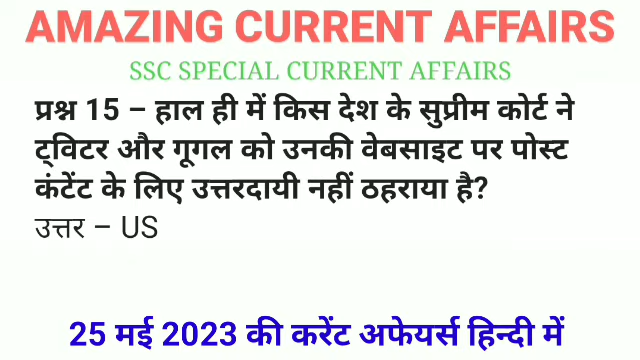 AMAZING CURRENT AFFAIRS
SSC SPECIAL CURRENT AFFAIRS
प्रश्न 15 – हाल ही में किस देश के सुप्रीम कोर्ट ने
ट्विटर और गूगल को उनकी वेबसाइट पर पोस्ट
कंटेंट के लिए उत्तरदायी नहीं ठहराया है?
उत्तर – US
25 मई 2023 की करेंट अफेयर्स हिन्दी में